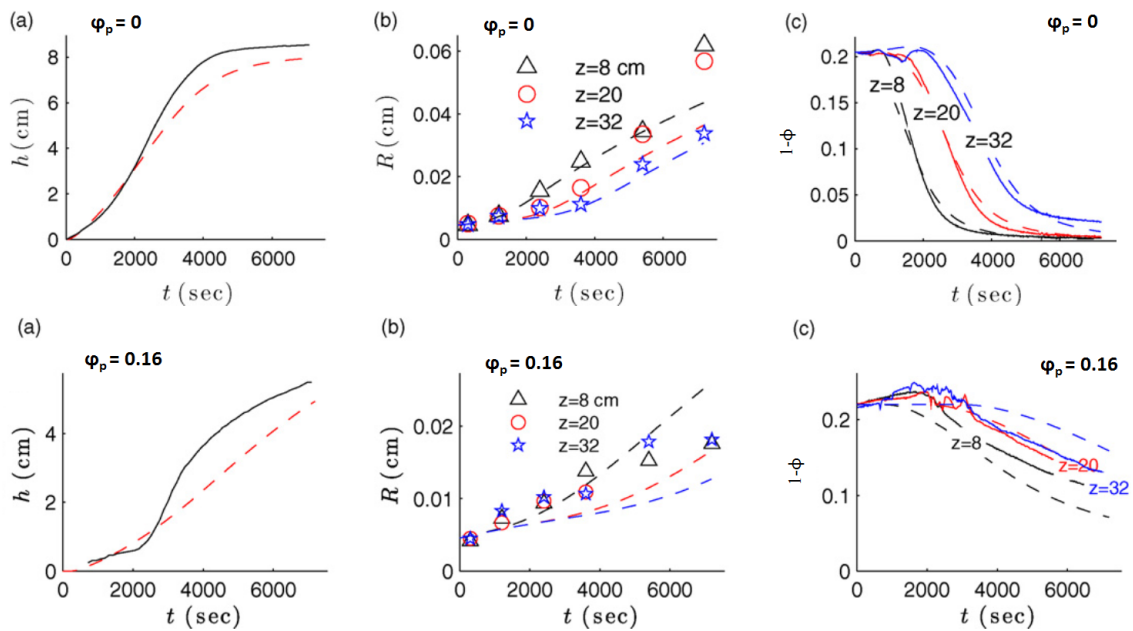 (a)
φp = 0
8
6
4
2
0
h (cm)
0 2000 4000 6000
t (sec)
(b)
φp = 0
0.06
0.04
0.02
0
R (cm)
z=8 cm
z=20
z=32
0 2000 4000 6000
t (sec)
(c)
φp = 0
0.2
0.15
0.1
0.05
0
1-ϕ
z=8
z=20
z=32
0 2000 4000 6000
t (sec)
(a)
φp = 0.16
4
2
0
h (cm)
0 2000 4000 6000
t (sec)
(b)
φp = 0.16
0.02
0.01
0
R (cm)
z=8 cm
z=20
z=32
0 2000 4000 6000
t (sec)
(c)
φp = 0.16
0.2
0.1
0
1-ϕ
z=8
z=20
z=32
0 2000 4000 6000
t (sec)